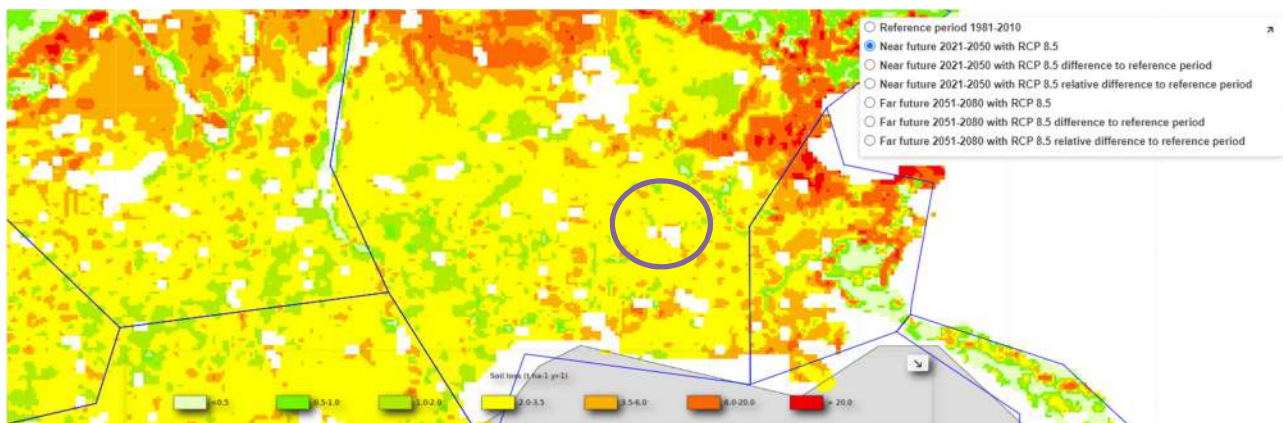 Reference period 1981-2010
Near future 2021-2050 with RCP 8.5
Near future 2021-2050 with RCP 8.5 difference to reference period
Near future 2021-2050 with RCP 8.5 relative difference to reference period
Far future 2051-2080 with RCP 8.5
Far future 2051-2080 with RCP 8.5 difference to reference period
Far future 2051-2080 with RCP 8.5 relative difference to reference period
Soil loss (t ha-1 yr-1)
<0.5 0.5-1.0 1.0-2.0 2.0-3.5 3.5-6.0 6.0-20.0 > 20.0